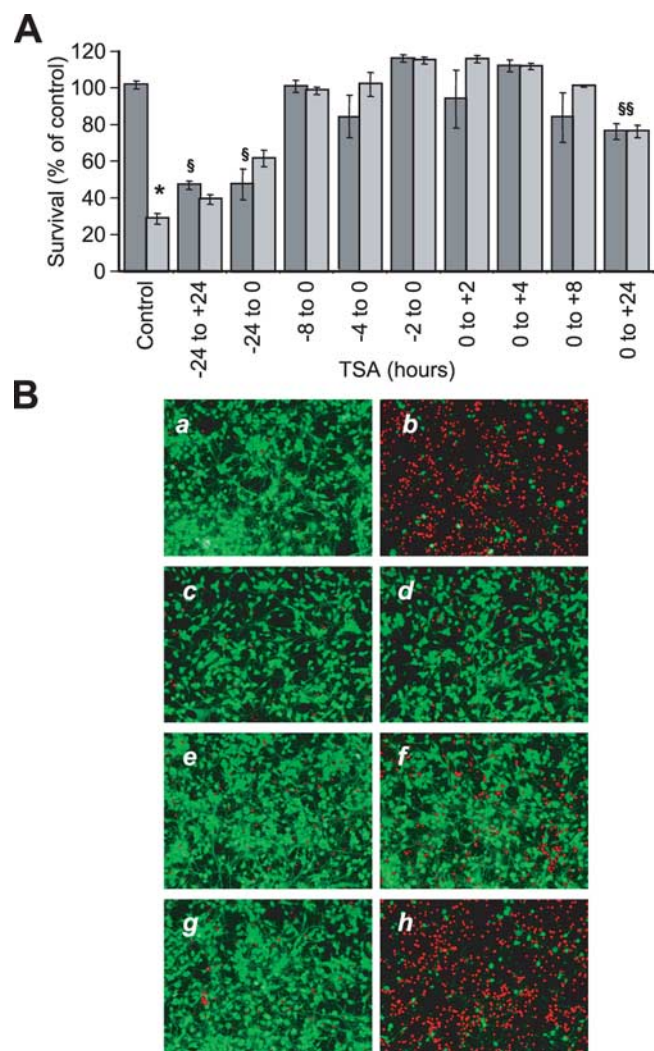 A
Survival (% of control)
120
100
80
60
40
20
0
*
§
§
§§
Control
-24 to +24
-24 to 0
-8 to 0
-4 to 0
-2 to 0
0 to +2
0 to +4
0 to +8
0 to +24
TSA (hours)
B
a
b
c
d
e
f
g
h